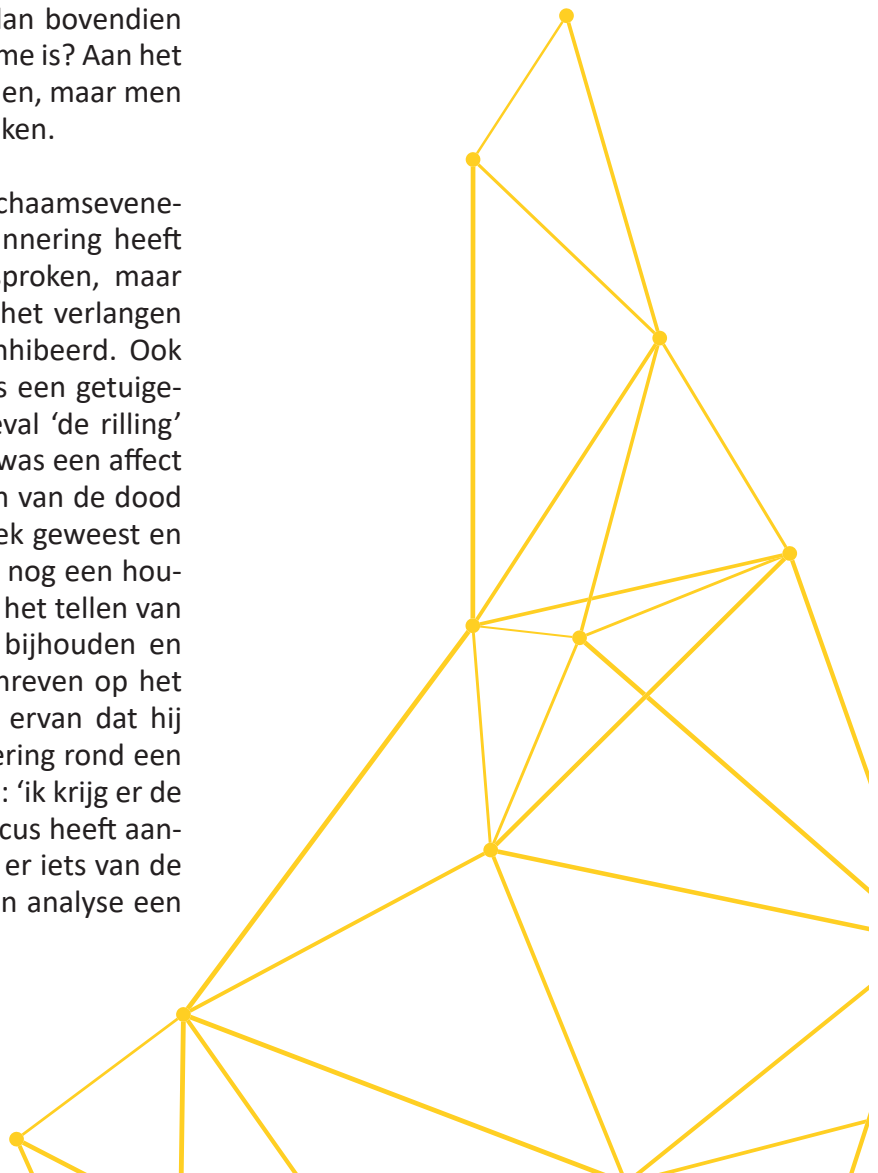 lan bovendien
me is? Aan het
en, maar men
ken.
chaamsevene-
nnering heeft
sproken, maar
het verlangen
nhibeerd. Ook
s een getuige-
eval ‘de rilling’
was een affect
n van de dood
ek geweest en
nog een hou-
het tellen van
bijhouden en
hreven op het
ervan dat hij
ering rond een
: ‘ik krijg er de
cus heeft aan-
er iets van de
n analyse een